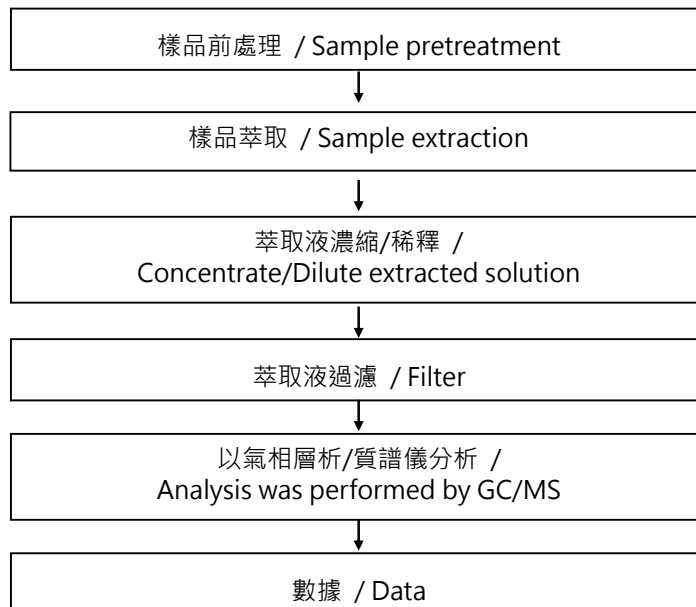 樣品前處理 / Sample pretreatment
樣品萃取 / Sample extraction
萃取液濃縮/稀釋 /
Concentrate/Dilute extracted solution
萃取液過濾 / Filter
以氣相層析/質譜儀分析 /
Analysis was performed by GC/MS
數據 / Data